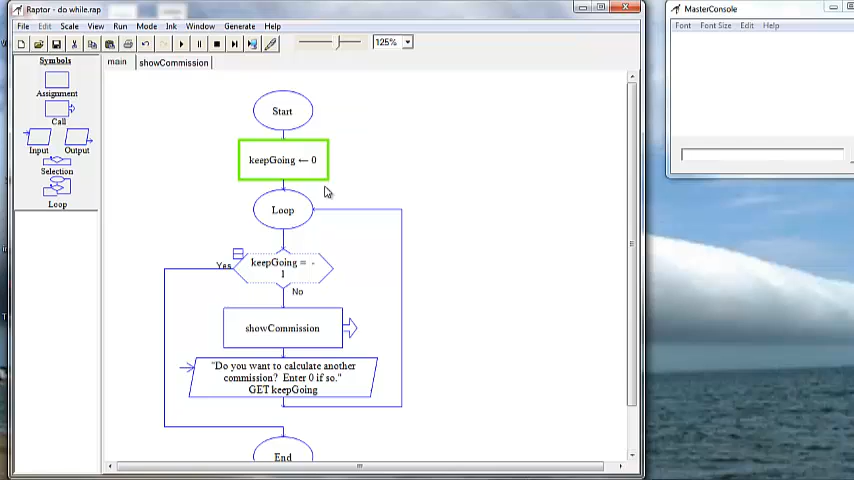 Raptor - do while.rap
File Edit Scale View Run Mode Ink Window Generate Help
125%
Symbols
Assignment
Call
Input Output
Selection
Loop
main showCommission
Start
keepGoing ← 0
Loop
keepGoing = -
1
Yes
No
showCommission
"Do you want to calculate another
commission? Enter 0 if so."
GET keepGoing
End
MasterConsole
Font Font Size Edit Help